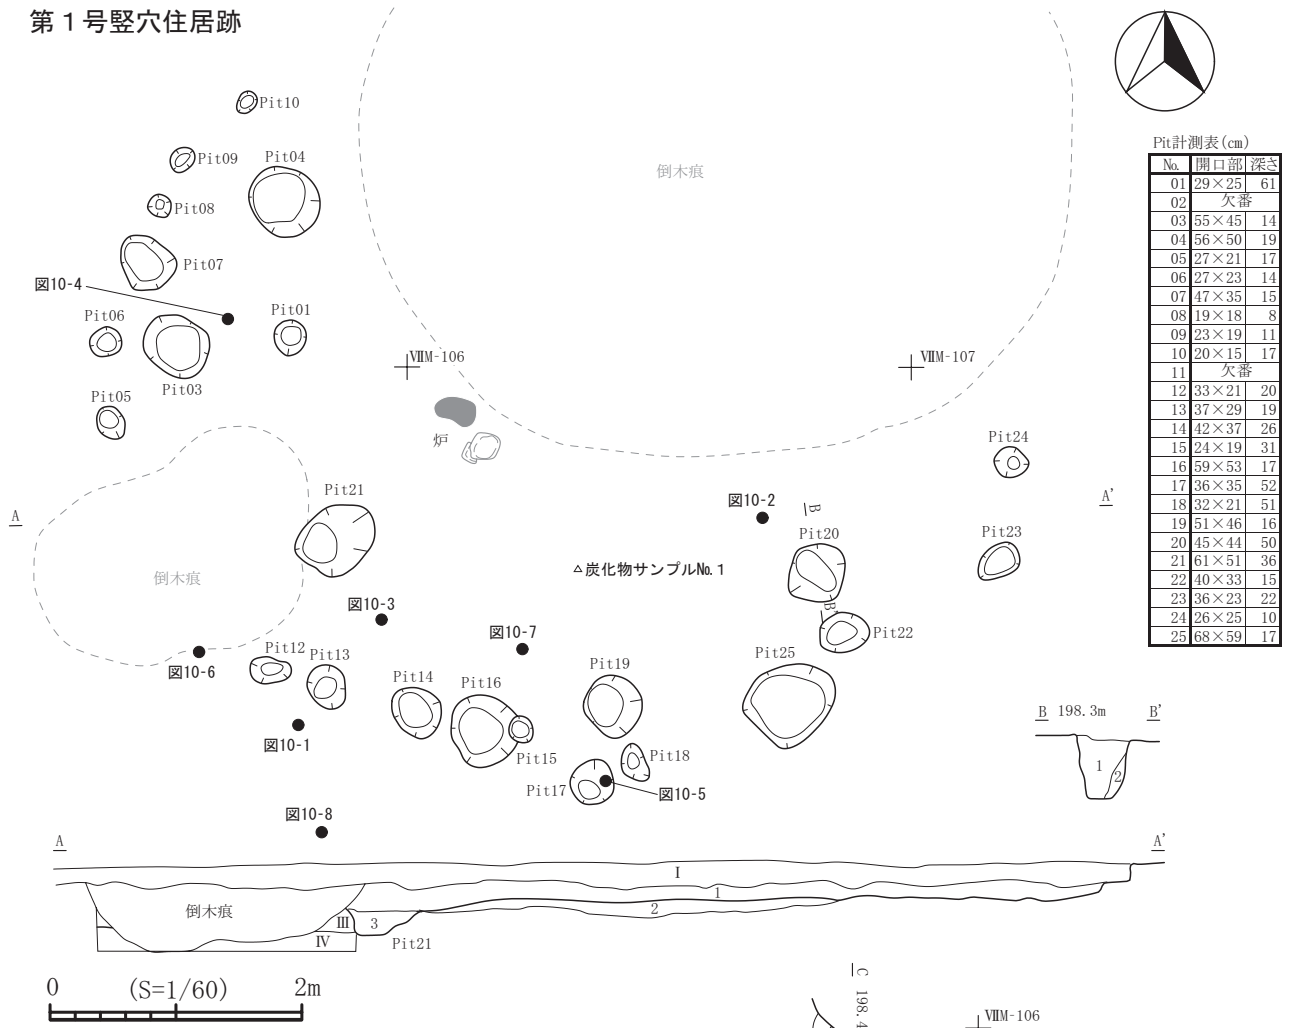 第１号竪穴住居跡
Pit10
Pit09
Pit04
倒木痕
Pit08
Pit07
図10-4
Pit06
Pit01
ⅦM-106
ⅦM-107
Pit03
Pit05
炉
Pit24
A
Pit21
図10-2
B
A'
Pit20
Pit23
倒木痕
△炭化物サンプル№1
図10-3
B'
図10-7
Pit22
Pit12
Pit13
図10-6
Pit14
Pit16
Pit19
Pit25
図10-1
Pit15
Pit18
Pit17
図10-5
図10-8
Pit計測表(cm)
№ 開口部 深さ
01 29×25 61
02 欠番
03 55×45 14
04 56×50 19
05 27×21 17
06 27×23 14
07 47×35 15
08 19×18 8
09 23×19 11
10 20×15 17
11 欠番
12 33×21 20
13 37×29 19
14 42×37 26
15 24×19 31
16 59×53 17
17 36×35 52
18 32×21 51
19 51×46 16
20 45×44 50
21 61×51 36
22 40×33 15
23 36×23 22
24 26×25 10
25 68×59 17
B 198.3m B'
1
2
A
A'
Ⅰ
1
倒木痕
2
Ⅲ
3
Ⅳ
Pit21
0 (S=1/60) 2m
C 198.4
ⅦM-106